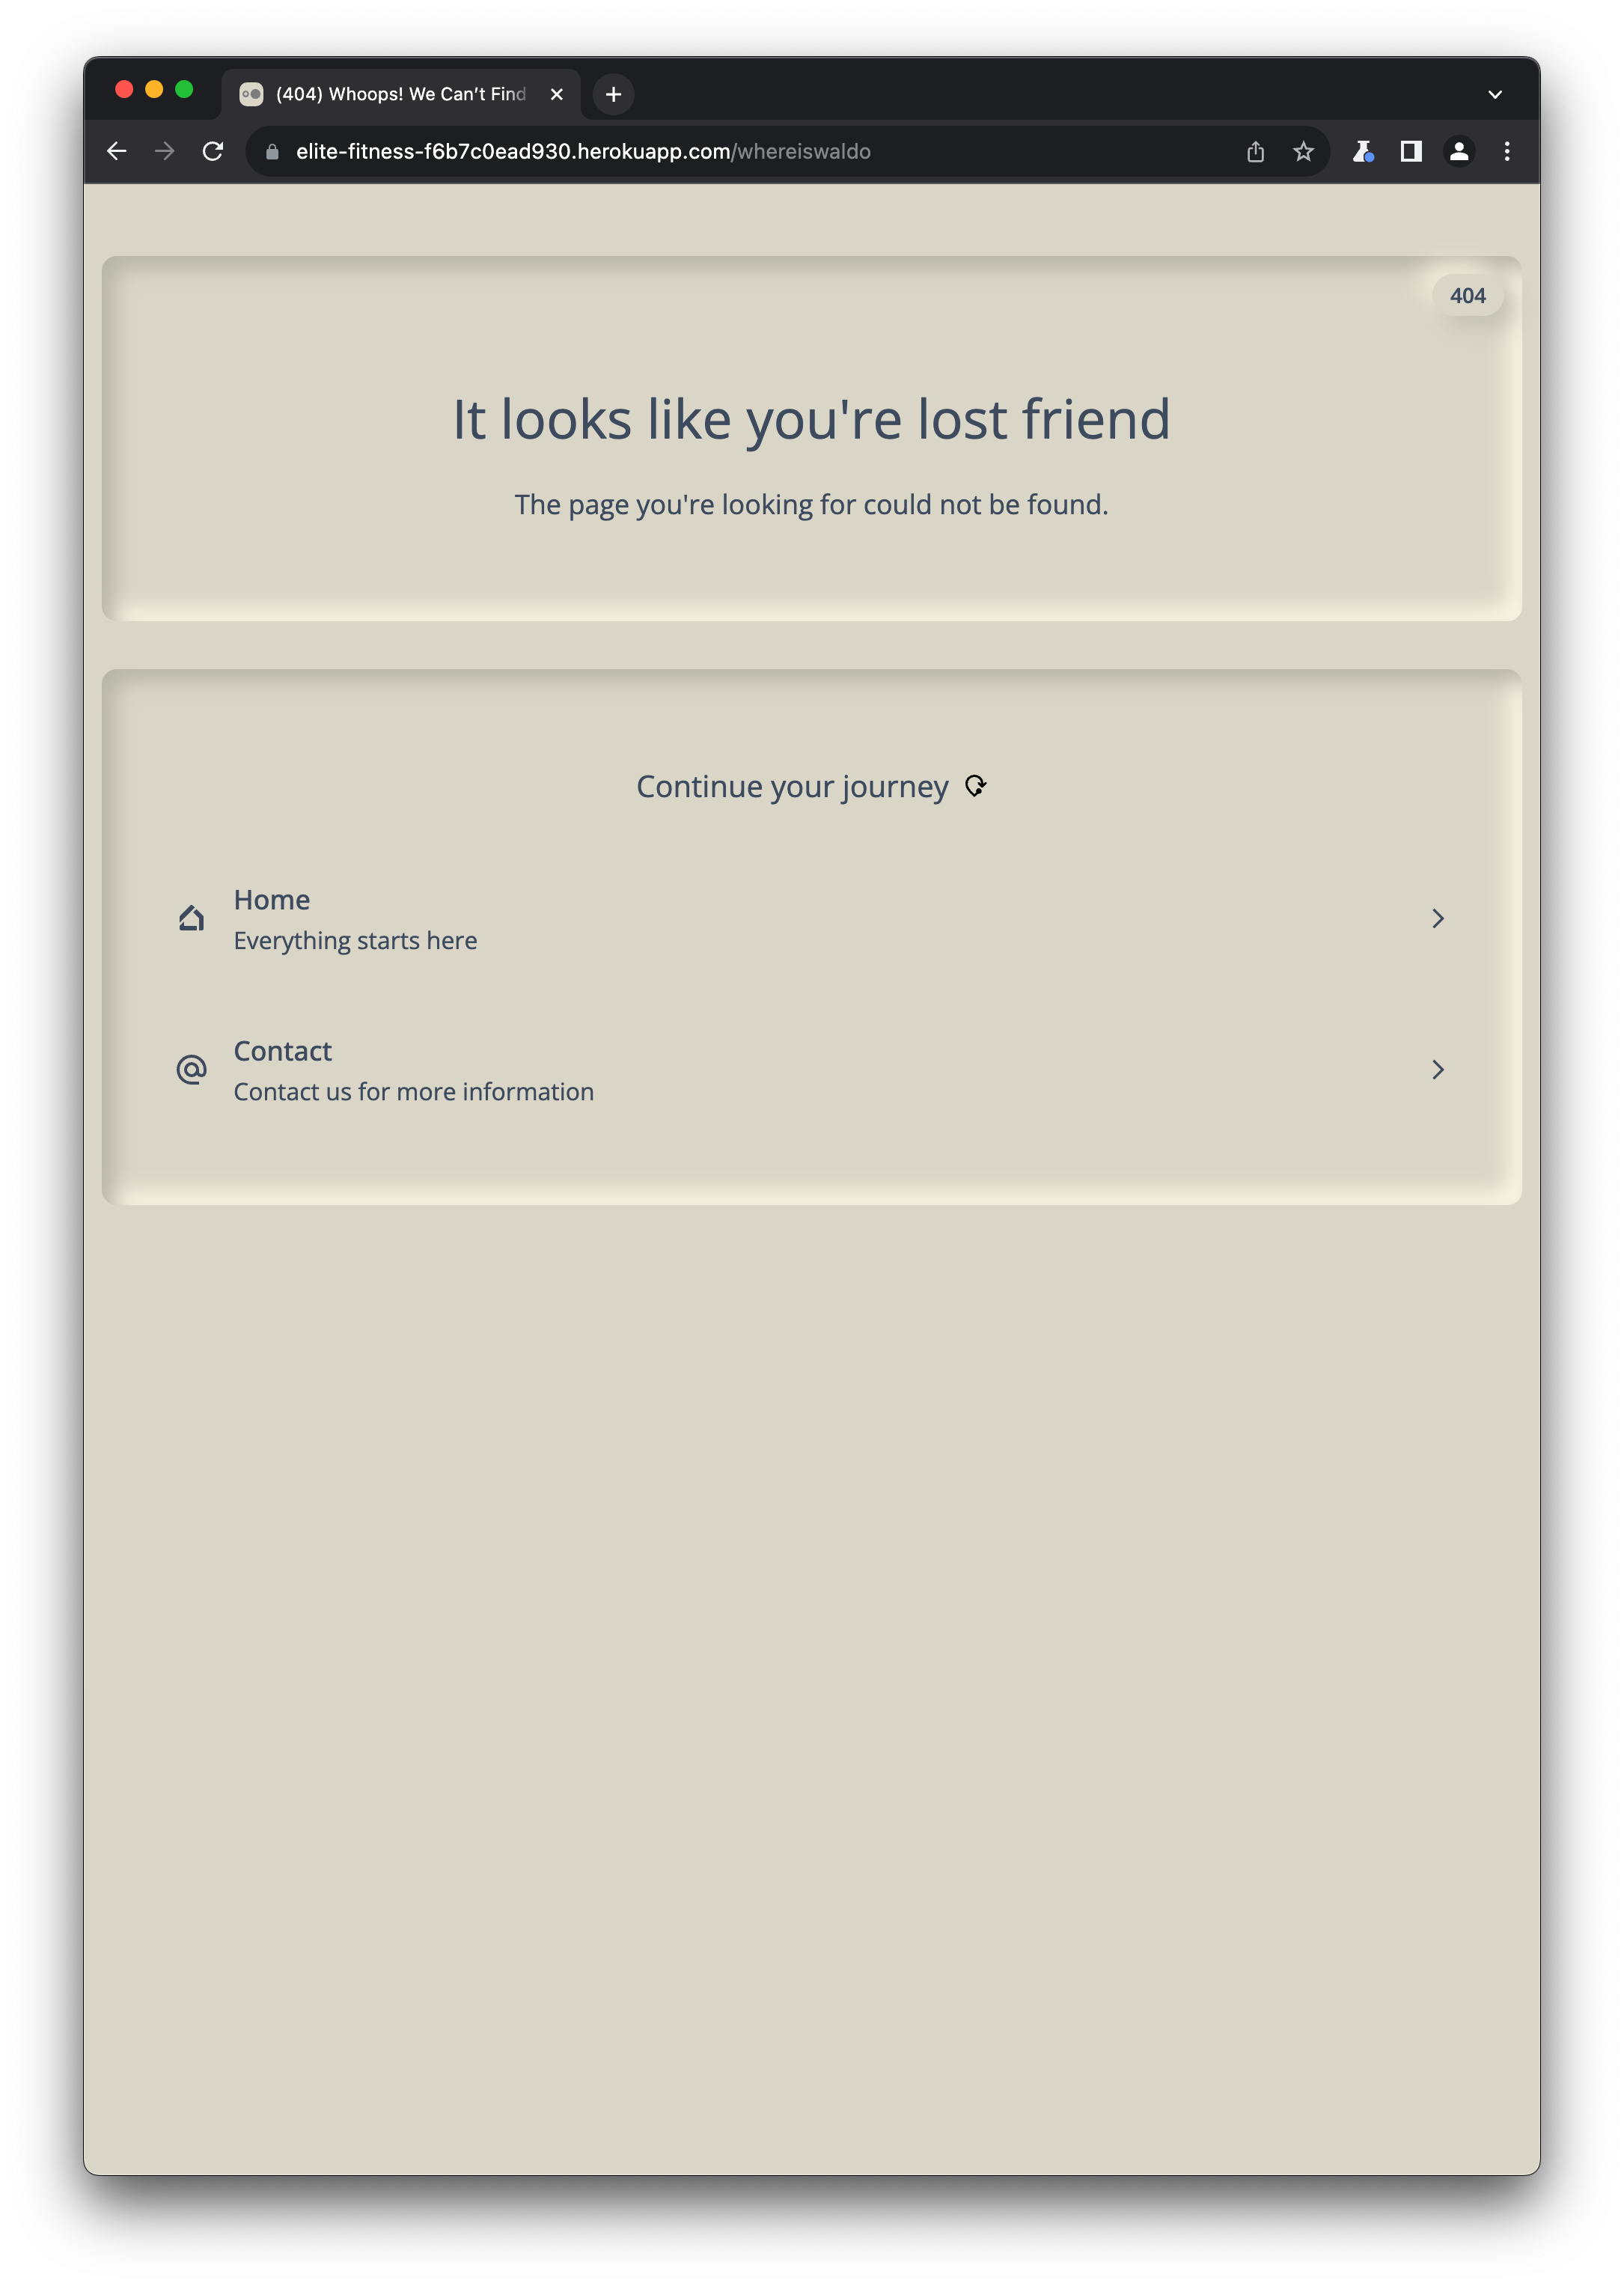 (404) Whoops! We Can't Find
elite-fitness-f6b7c0ead930.herokuapp.com/whereiswaldo
404
It looks like you're lost friend
The page you're looking for could not be found.
Continue your journey
Home
Everything starts here
Contact
Contact us for more information